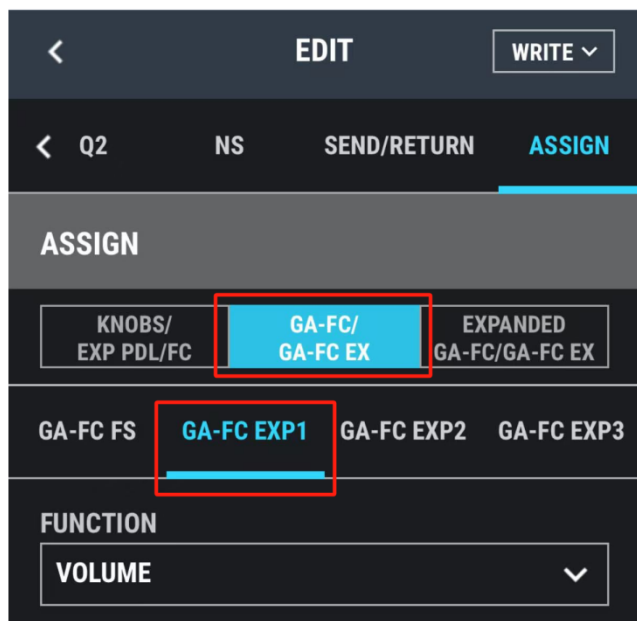 EDIT
WRITE
Q2 NS SEND/RETURN ASSIGN
ASSIGN
KNOBS/
EXP PDL/FC
GA-FC/
GA-FC EX
EXPANDED
GA-FC/GA-FC EX
GA-FC FS GA-FC EXP1 GA-FC EXP2 GA-FC EXP3
FUNCTION
VOLUME